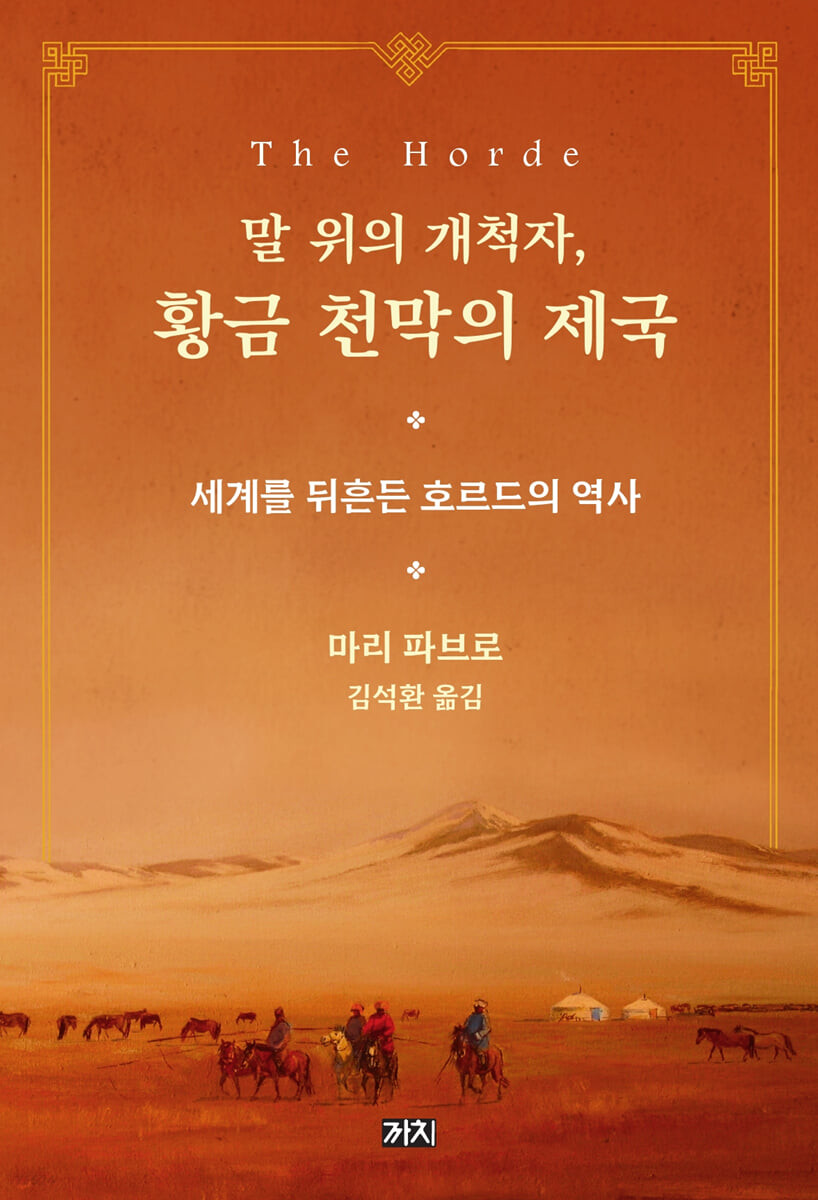 The Horde
말 위의 개척자,
황금 천막의 제국
세계를 뒤흔든 호르드의 역사
마리 파브로
김석환 옮김
까치